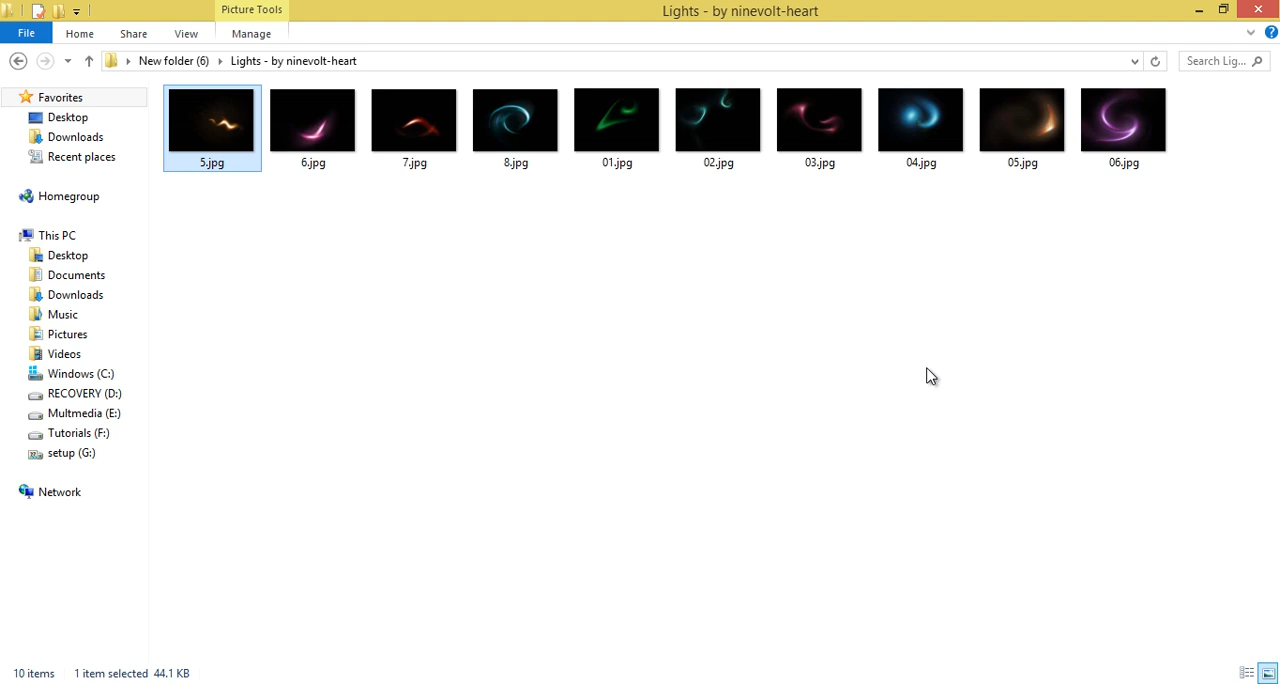 Picture Tools
Lights - by ninevolt-heart
File Home Share View Manage
New folder (6) Lights - by ninevolt-heart
Search Lig...
Favorites
Desktop
Downloads
Recent places
Homegroup
This PC
Desktop
Documents
Downloads
Music
Pictures
Videos
Windows (C:)
RECOVERY (D:)
Multmedia (E:)
Tutorials (F:)
setup (G:)
Network
5.jpg 6.jpg 7.jpg 8.jpg 01.jpg 02.jpg 03.jpg 04.jpg 05.jpg 06.jpg
10 items 1 item selected 44.1 KB